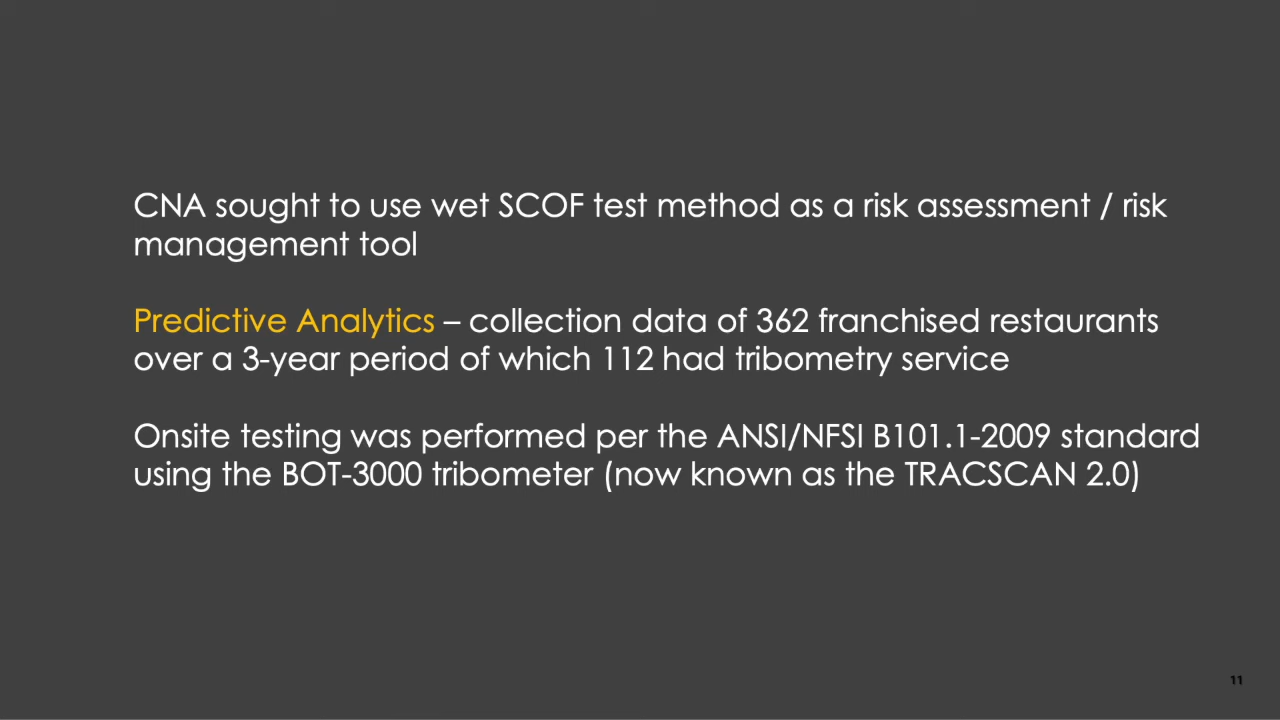 CNA sought to use wet SCOF test method as a risk assessment / risk
management tool
Predictive Analytics – collection data of 362 franchised restaurants
over a 3-year period of which 112 had tribometry service
Onsite testing was performed per the ANSI/NFSI B101.1-2009 standard
using the BOT-3000 tribometer (now known as the TRACSCAN 2.0)
11